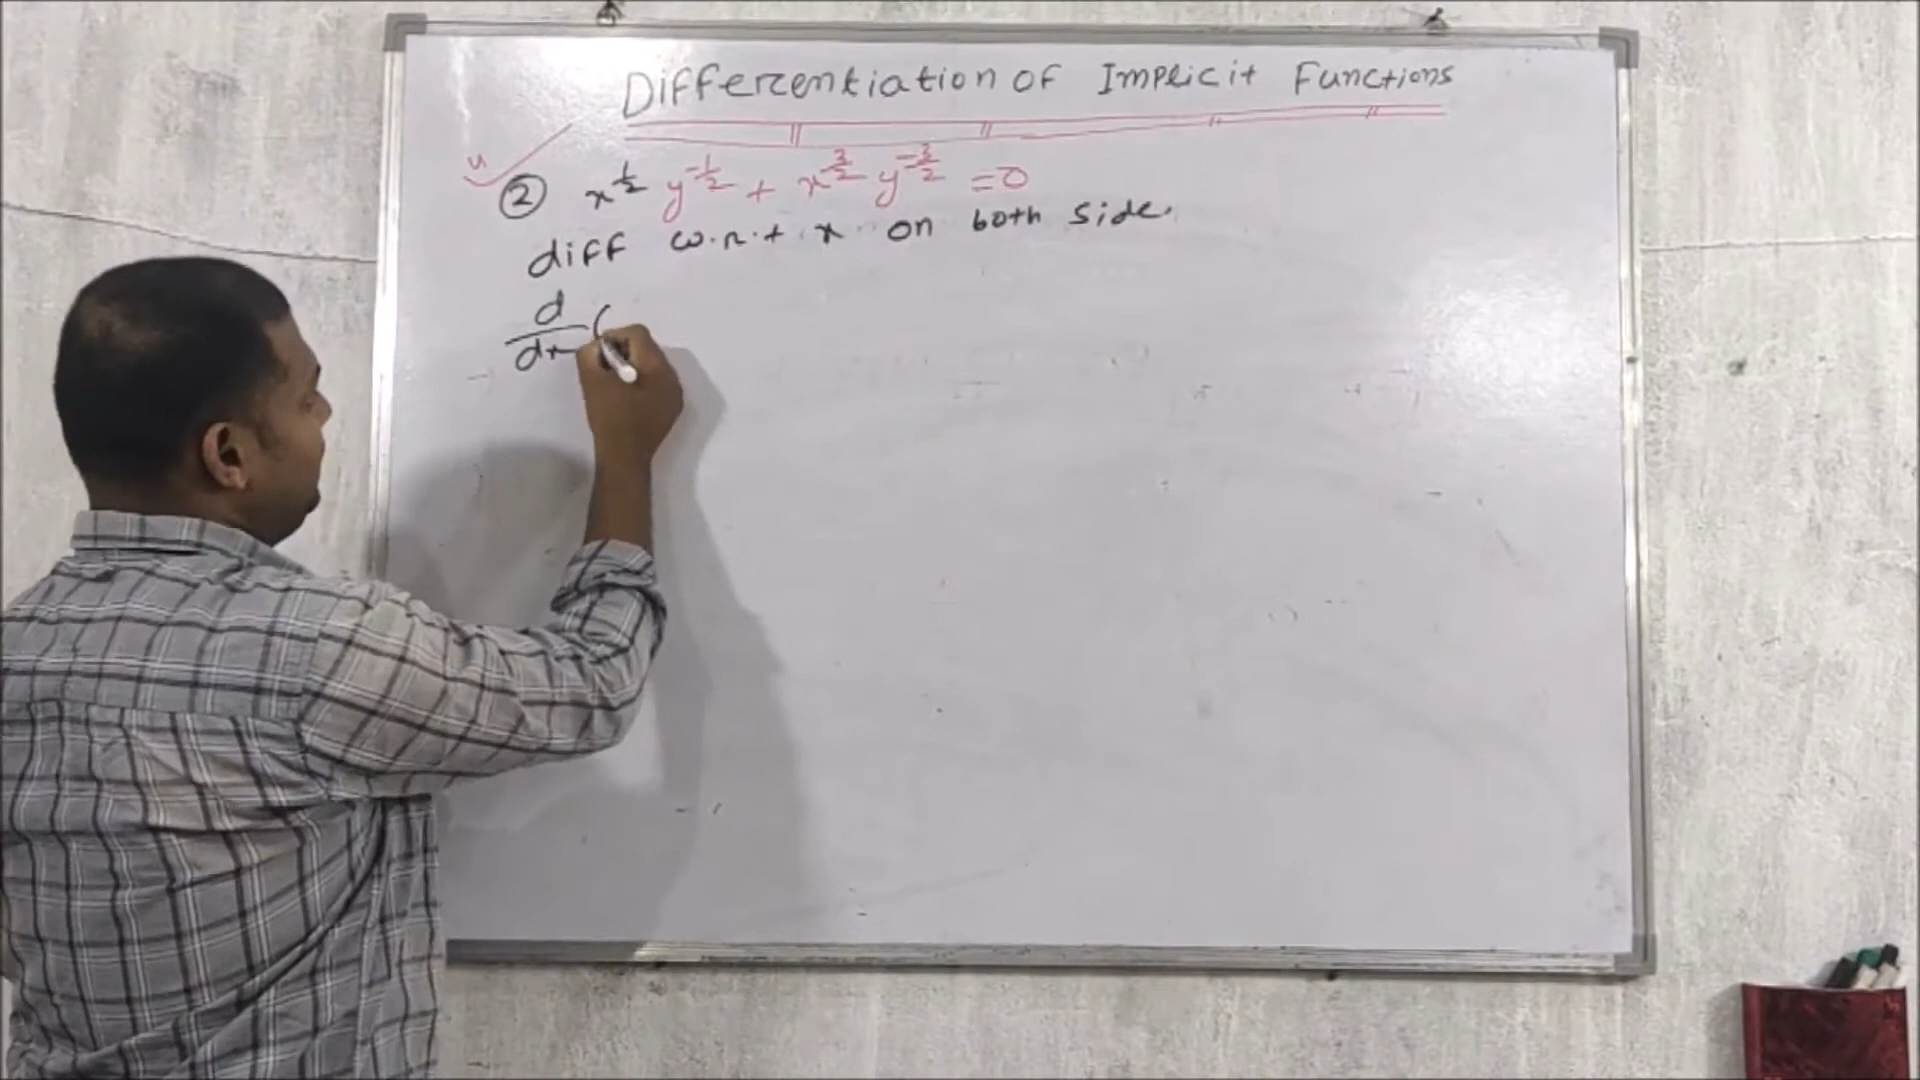 Differentiation of Implicit Functions
② x^{1/2} y^{-1/2} + x^{3/2} y^{-3/2} = 0
diff w.r.t x on both side.
d/dx (